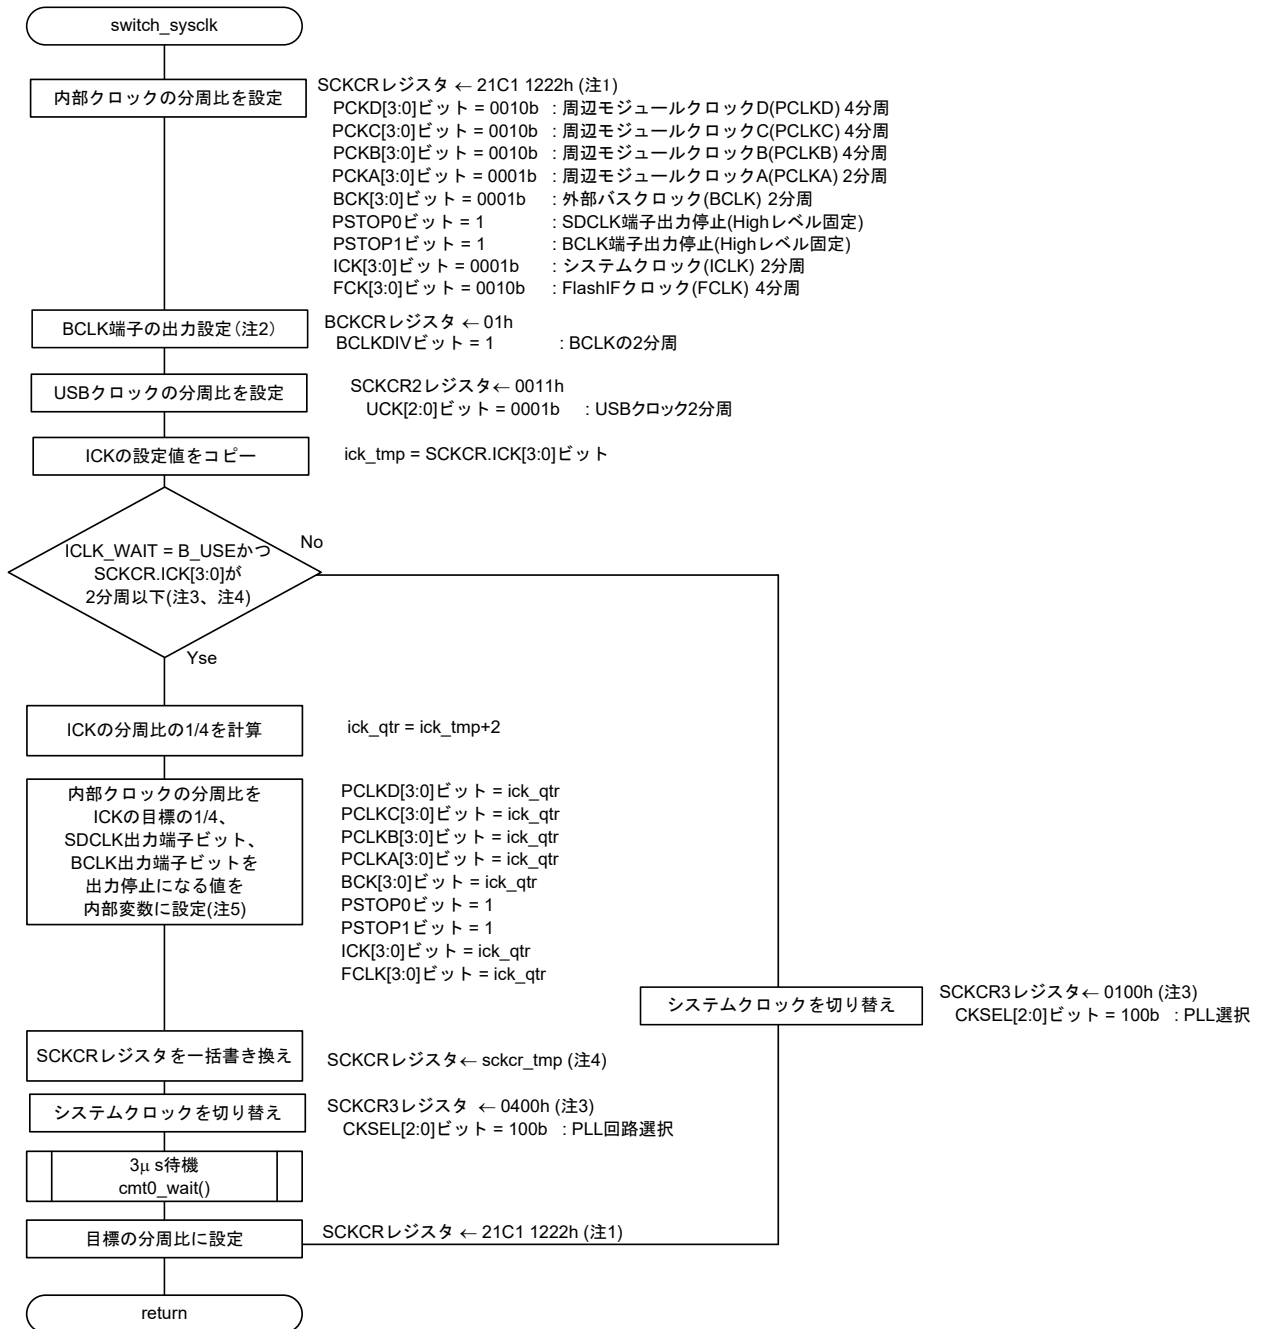 switch_sysclk
内部クロックの分周比を設定
SCKCRレジスタ ← 21C1 1222h (注1)
PCKD[3:0]ビット = 0010b : 周辺モジュールクロックD(PCLKD) 4分周
PCKC[3:0]ビット = 0010b : 周辺モジュールクロックC(PCLKC) 4分周
PCKB[3:0]ビット = 0010b : 周辺モジュールクロックB(PCLKB) 4分周
PCKA[3:0]ビット = 0001b : 周辺モジュールクロックA(PCLKA) 2分周
BCK[3:0]ビット = 0001b : 外部バスクロック(BCLK) 2分周
PSTOP0ビット = 1 : SDCLK端子出力停止(Highレベル固定)
PSTOP1ビット = 1 : BCLK端子出力停止(Highレベル固定)
ICK[3:0]ビット = 0001b : システムクロック(ICLK) 2分周
FCK[3:0]ビット = 0010b : FlashIFクロック(FCLK) 4分周
BCLK端子の出力設定（注2）
BCKCRレジスタ ← 01h
BCLKDIVビット = 1 : BCLKの2分周
USBクロックの分周比を設定
SCKCR2レジスタ← 0011h
UCK[2:0]ビット = 0001b : USBクロック2分周
ICKの設定値をコピー
ick_tmp = SCKCR.ICK[3:0]ビット
ICLK_WAIT = B_USEかつ
SCKCR.ICK[3:0]が
2分周以下(注3、注4)
No
Yse
ICKの分周比の1/4を計算
ick_qtr = ick_tmp+2
内部クロックの分周比を
ICKの目標の1/4、
SDCLK出力端子ビット、
BCLK出力端子ビットを
出力停止になる値を
内部変数に設定(注5)
PCLKD[3:0]ビット = ick_qtr
PCLKC[3:0]ビット = ick_qtr
PCLKB[3:0]ビット = ick_qtr
PCLKA[3:0]ビット = ick_qtr
BCK[3:0]ビット = ick_qtr
PSTOP0ビット = 1
PSTOP1ビット = 1
ICK[3:0]ビット = ick_qtr
FCLK[3:0]ビット = ick_qtr
システムクロックを切り替え
SCKCR3レジスタ← 0100h (注3)
CKSEL[2:0]ビット = 100b : PLL選択
SCKCRレジスタを一括書き換え
SCKCRレジスタ← sckcr_tmp (注4)
システムクロックを切り替え
SCKCR3レジスタ ← 0400h (注3)
CKSEL[2:0]ビット = 100b : PLL回路選択
3μ s待機
cmt0_wait()
目標の分周比に設定
SCKCRレジスタ ← 21C1 1222h (注1)
return